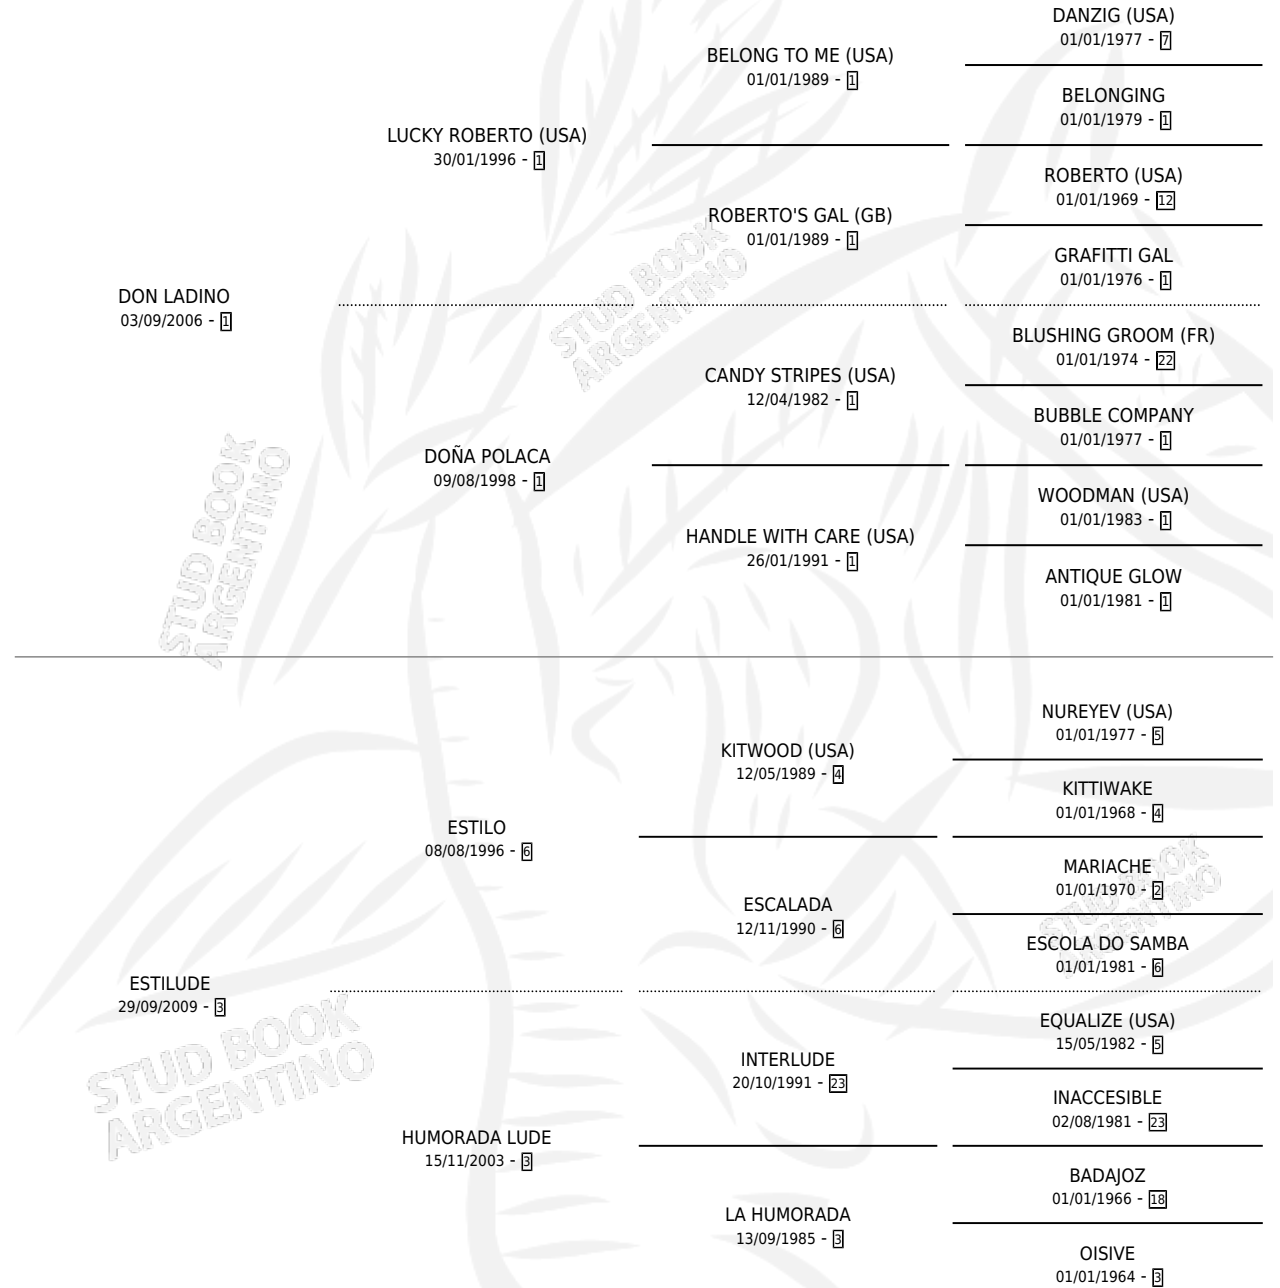 DON LADINO
03/09/2006 - 1
LUCKY ROBERTO (USA)
30/01/1996 - 1
BELONG TO ME (USA)
01/01/1989 - 1
DANZIG (USA)
01/01/1977 - 7
BELONGING
01/01/1979 - 1
ROBERTO'S GAL (GB)
01/01/1989 - 1
ROBERTO (USA)
01/01/1969 - 12
GRAFITTI GAL
01/01/1976 - 1
DOÑA POLACA
09/08/1998 - 1
CANDY STRIPES (USA)
12/04/1982 - 1
BLUSHING GROOM (FR)
01/01/1974 - 22
BUBBLE COMPANY
01/01/1977 - 1
HANDLE WITH CARE (USA)
26/01/1991 - 1
WOODMAN (USA)
01/01/1983 - 1
ANTIQUE GLOW
01/01/1981 - 1
STUD BOOK
ARGENTINO
STUD BOOK
ARGENTINO
ESTILUDE
29/09/2009 - 3
ESTILO
08/08/1996 - 6
KITWOOD (USA)
12/05/1989 - 4
NUREYEV (USA)
01/01/1977 - 5
KITTIWAKE
01/01/1968 - 4
ESCALADA
12/11/1990 - 6
MARIACHE
01/01/1970 - 2
ESCOLA DO SAMBA
01/01/1981 - 6
HUMORADA LUDE
15/11/2003 - 3
INTERLUDE
20/10/1991 - 23
EQUALIZE (USA)
15/05/1982 - 5
INACCESIBLE
02/08/1981 - 23
LA HUMORADA
13/09/1985 - 3
BADAJOZ
01/01/1966 - 18
OISIVE
01/01/1964 - 3
STUD BOOK
ARGENTINO
STUD BOOK
ARGENTINO